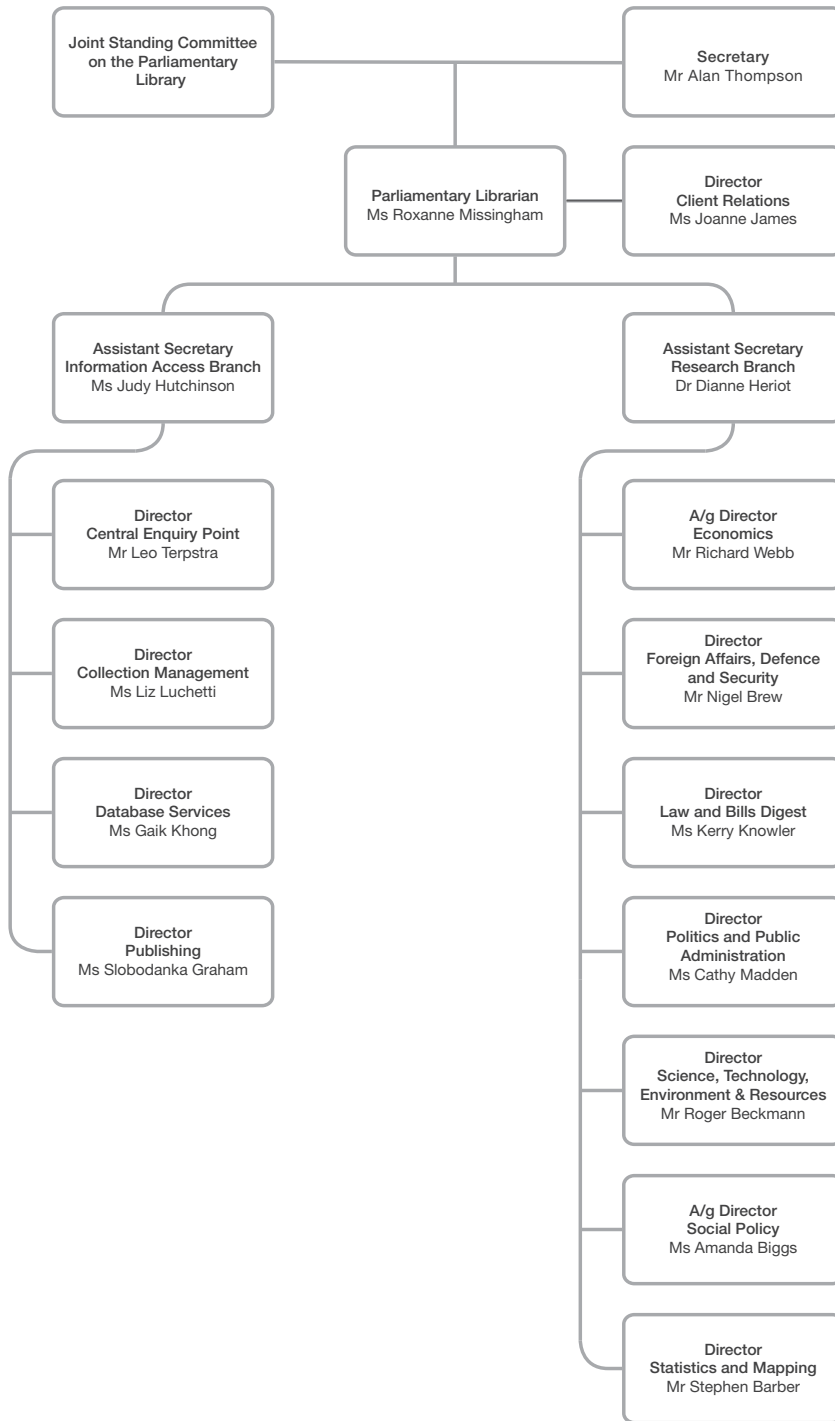 Joint Standing Committee
on the Parliamentary
Library
Secretary
Mr Alan Thompson
Parliamentary Librarian
Ms Roxanne Missingham
Director
Client Relations
Ms Joanne James
Assistant Secretary
Information Access Branch
Ms Judy Hutchinson
Assistant Secretary
Research Branch
Dr Dianne Heriot
Director
Central Enquiry Point
Mr Leo Terpstra
Director
Collection Management
Ms Liz Luchetti
Director
Database Services
Ms Gaik Khong
Director
Publishing
Ms Slobodanka Graham
A/g Director
Economics
Mr Richard Webb
Director
Foreign Affairs, Defence
and Security
Mr Nigel Brew
Director
Law and Bills Digest
Ms Kerry Knowler
Director
Politics and Public
Administration
Ms Cathy Madden
Director
Science, Technology,
Environment & Resources
Mr Roger Beckmann
A/g Director
Social Policy
Ms Amanda Biggs
Director
Statistics and Mapping
Mr Stephen Barber